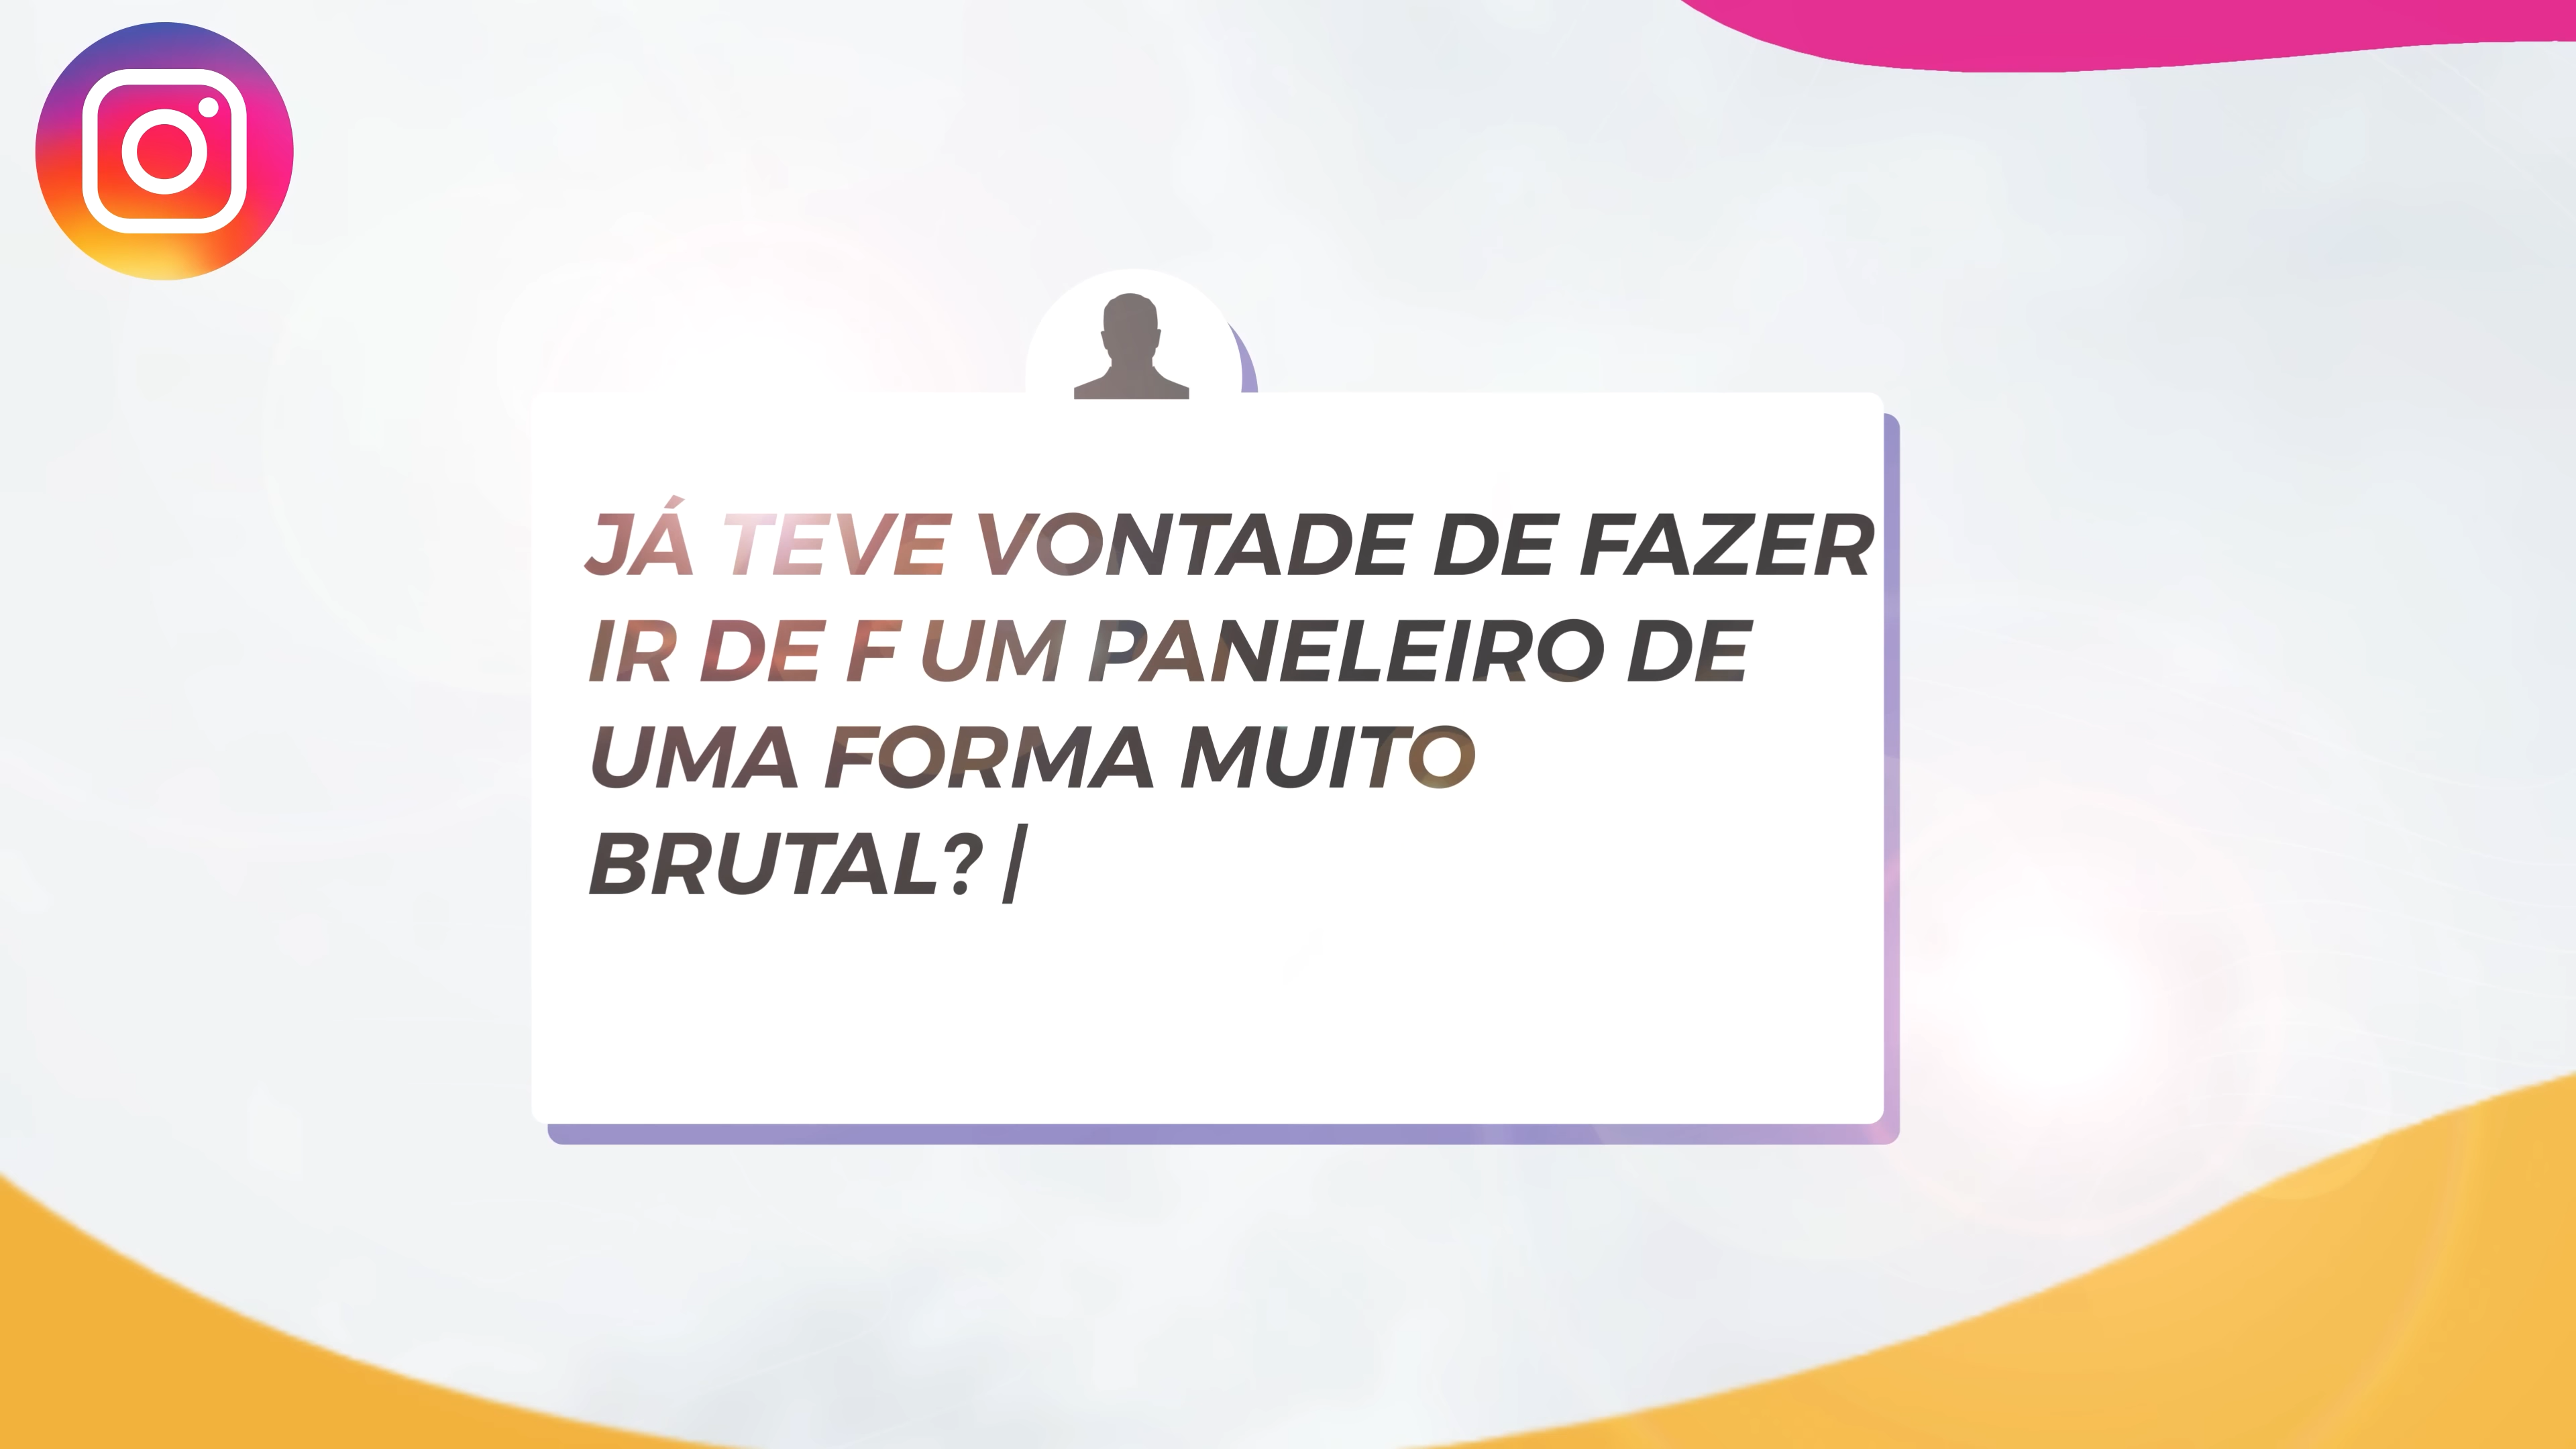 JÁ TEVE VONTADE DE FAZER
IR DE F UM PANELEIRO DE
UMA FORMA MUITO
BRUTAL? |